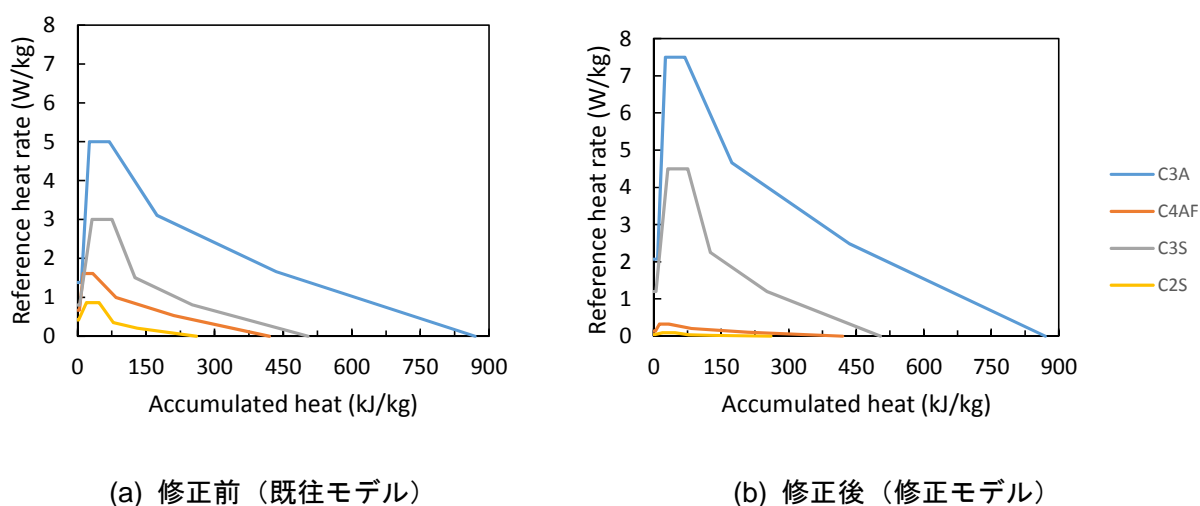 Reference heat rate (W/kg)
8
7
6
5
4
3
2
1
0
0 150 300 450 600 750 900
Accumulated heat (kJ/kg)
(a) 修正前（既往モデル）
Reference heat rate (W/kg)
8
7
6
5
4
3
2
1
0
0 150 300 450 600 750 900
Accumulated heat (kJ/kg)
(b) 修正後（修正モデル）
C3A
C4AF
C3S
C2S